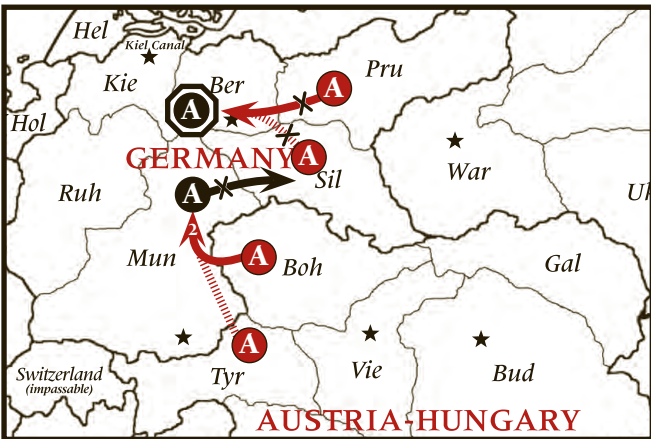 Hel
Kiel Canal
Kie
Ber
Pru
A
A
Hol
GERMANY
A
Sil
War
Ruh
A
Uk
2
Mun
A
Boh
Gal
A
Switzerland
(impassable)
Tyr
Vie
Bud
AUSTRIA-HUNGARY